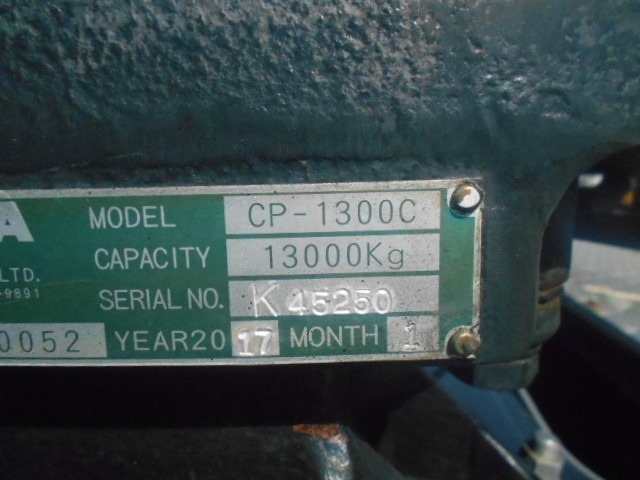 A MODEL CP-1300C
CAPACITY 13000Kg
LTD.
-9891
SERIAL NO. K 45250
0052 YEAR20 17 MONTH 1